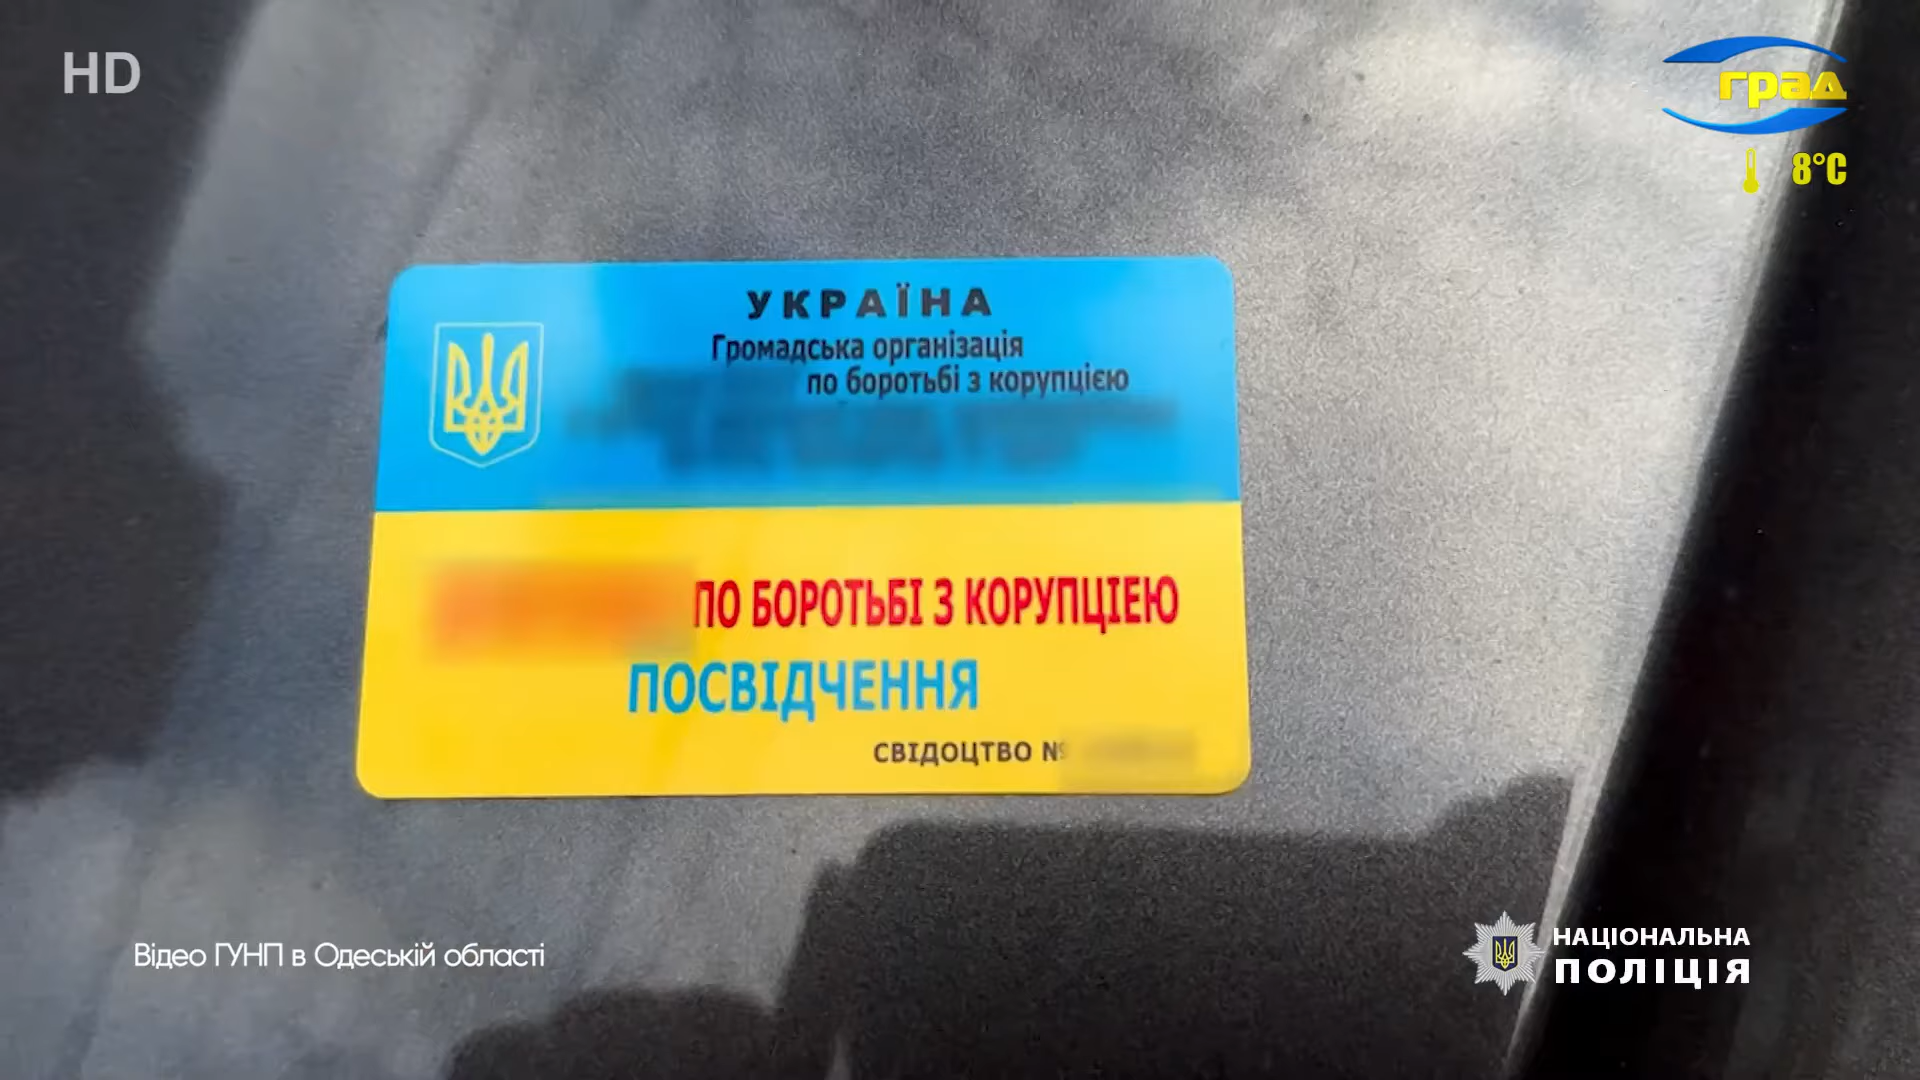 HD
град
8°C
УКРАЇНА
Громадська організація
по боротьбі з корупцією
ПО БОРОТЬБІ З КОРУПЦІЕЮ
ПОСВІДЧЕННЯ
СВІДОЦТВО №
Відео ГУНП в Одеській області
НАЦІОНАЛЬНА
ПОЛІЦІЯ